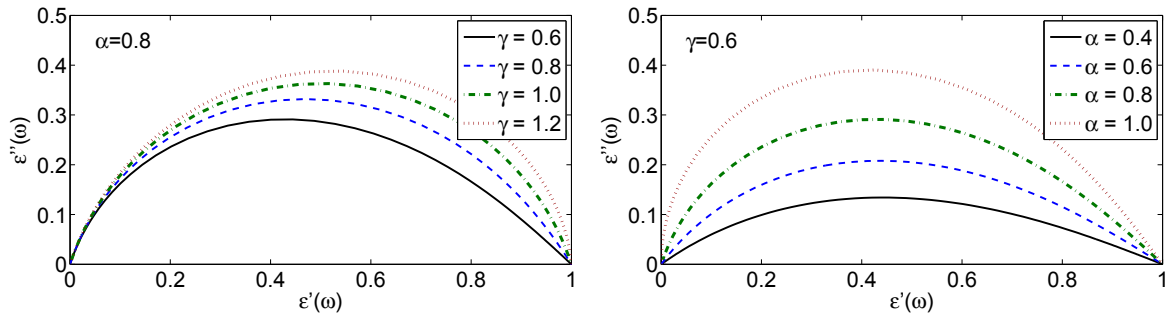 0.5
0.4
0.3
0.2
0.1
0
0 0.2 0.4 0.6 0.8 1
ε''(ω)
ε'(ω)
α=0.8
γ = 0.6
γ = 0.8
γ = 1.0
γ = 1.2
0.5
0.4
0.3
0.2
0.1
0
0 0.2 0.4 0.6 0.8 1
ε''(ω)
ε'(ω)
γ=0.6
α = 0.4
α = 0.6
α = 0.8
α = 1.0